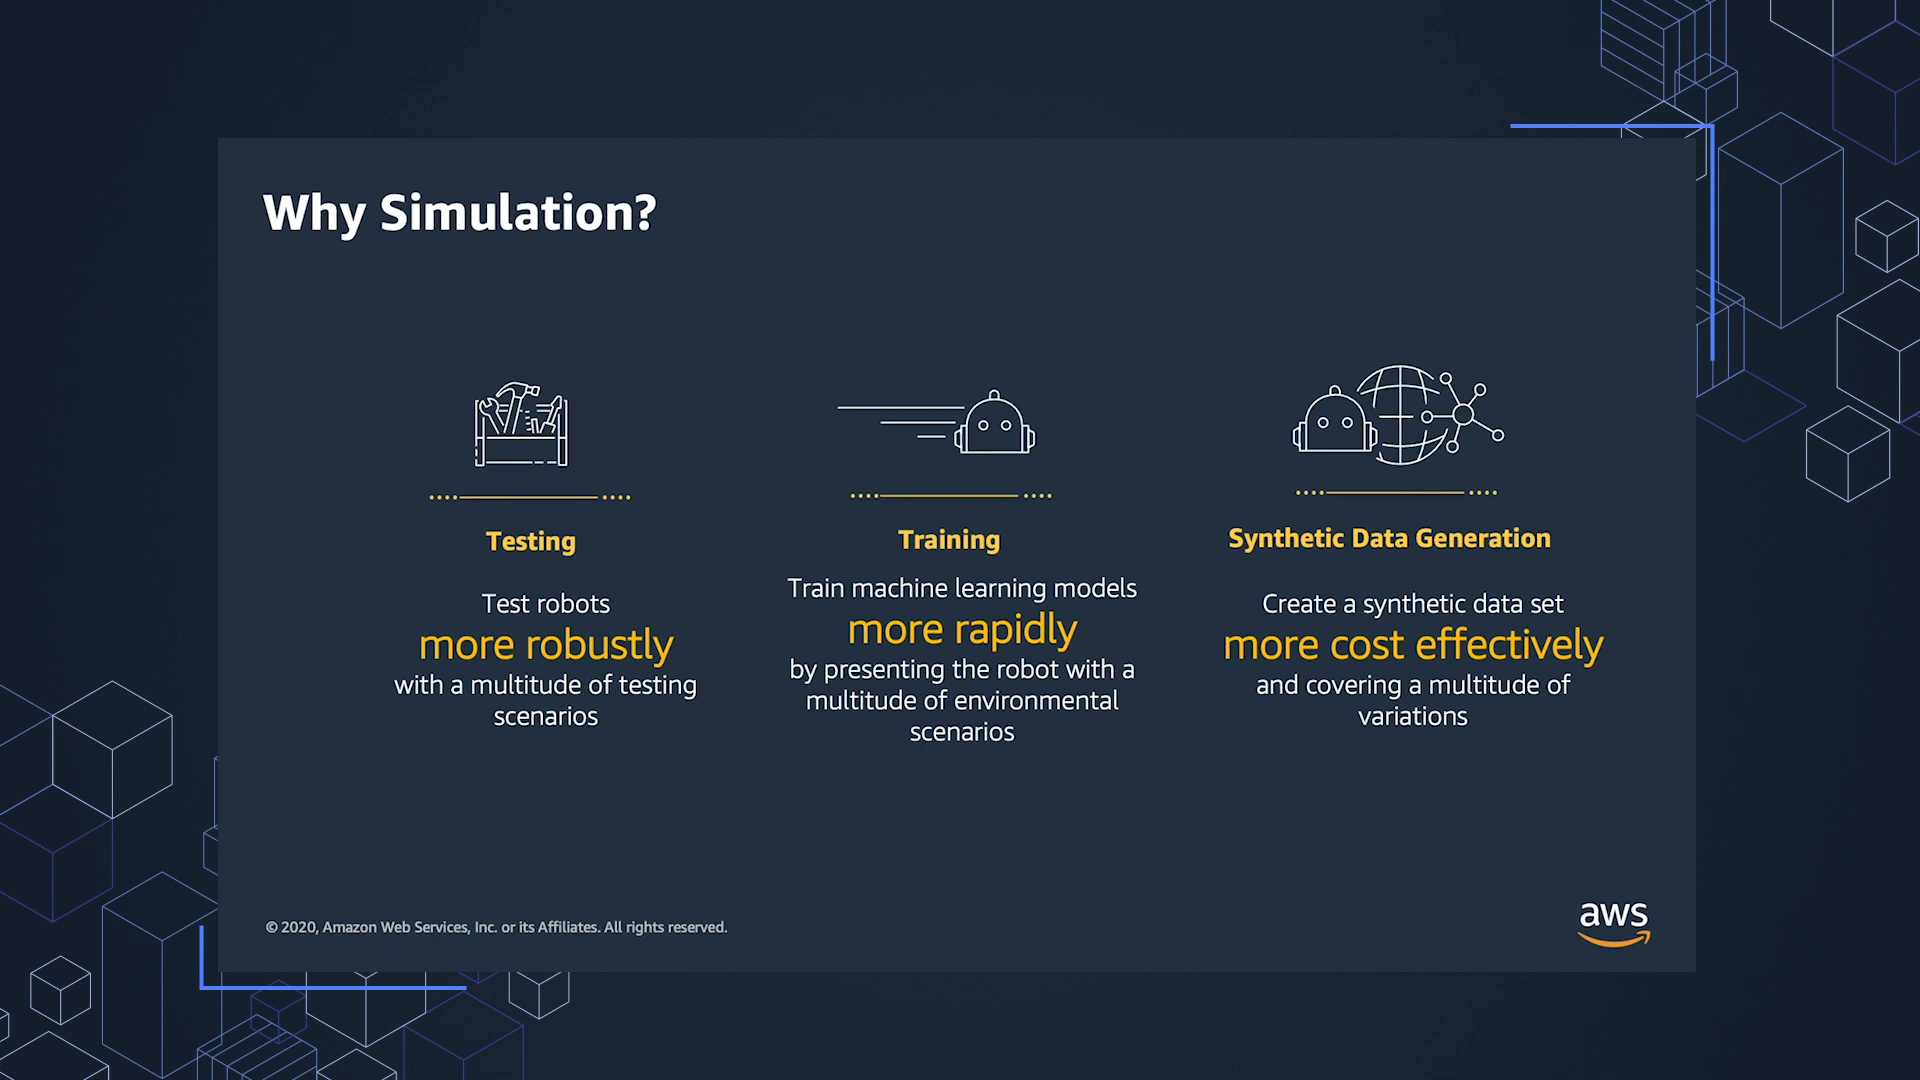 Why Simulation?
Testing
Test robots
more robustly
with a multitude of testing
scenarios
Training
Train machine learning models
more rapidly
by presenting the robot with a
multitude of environmental
scenarios
Synthetic Data Generation
Create a synthetic data set
more cost effectively
and covering a multitude of
variations
© 2020, Amazon Web Services, Inc. or its Affiliates. All rights reserved.
aws